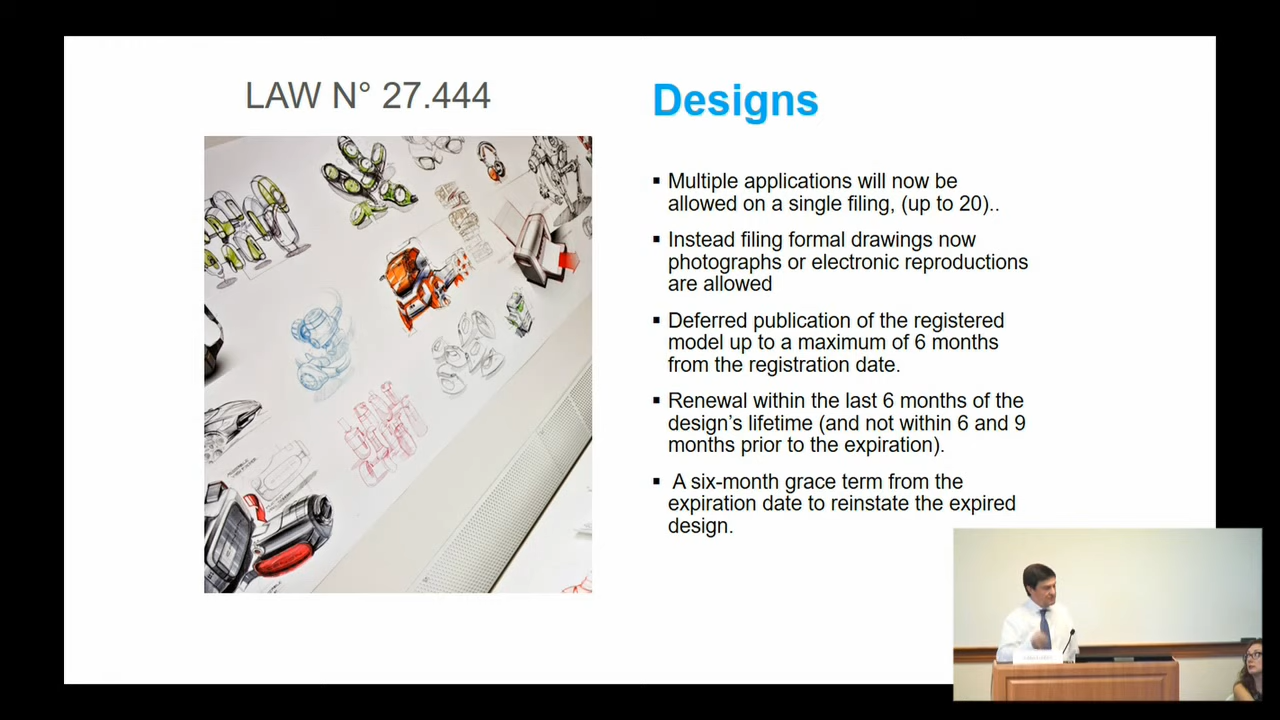 LAW N° 27.444
Designs
▪ Multiple applications will now be
allowed on a single filing, (up to 20)..
▪ Instead filing formal drawings now
photographs or electronic reproductions
are allowed
▪ Deferred publication of the registered
model up to a maximum of 6 months
from the registration date.
▪ Renewal within the last 6 months of the
design’s lifetime (and not within 6 and 9
months prior to the expiration).
▪ A six-month grace term from the
expiration date to reinstate the expired
design.